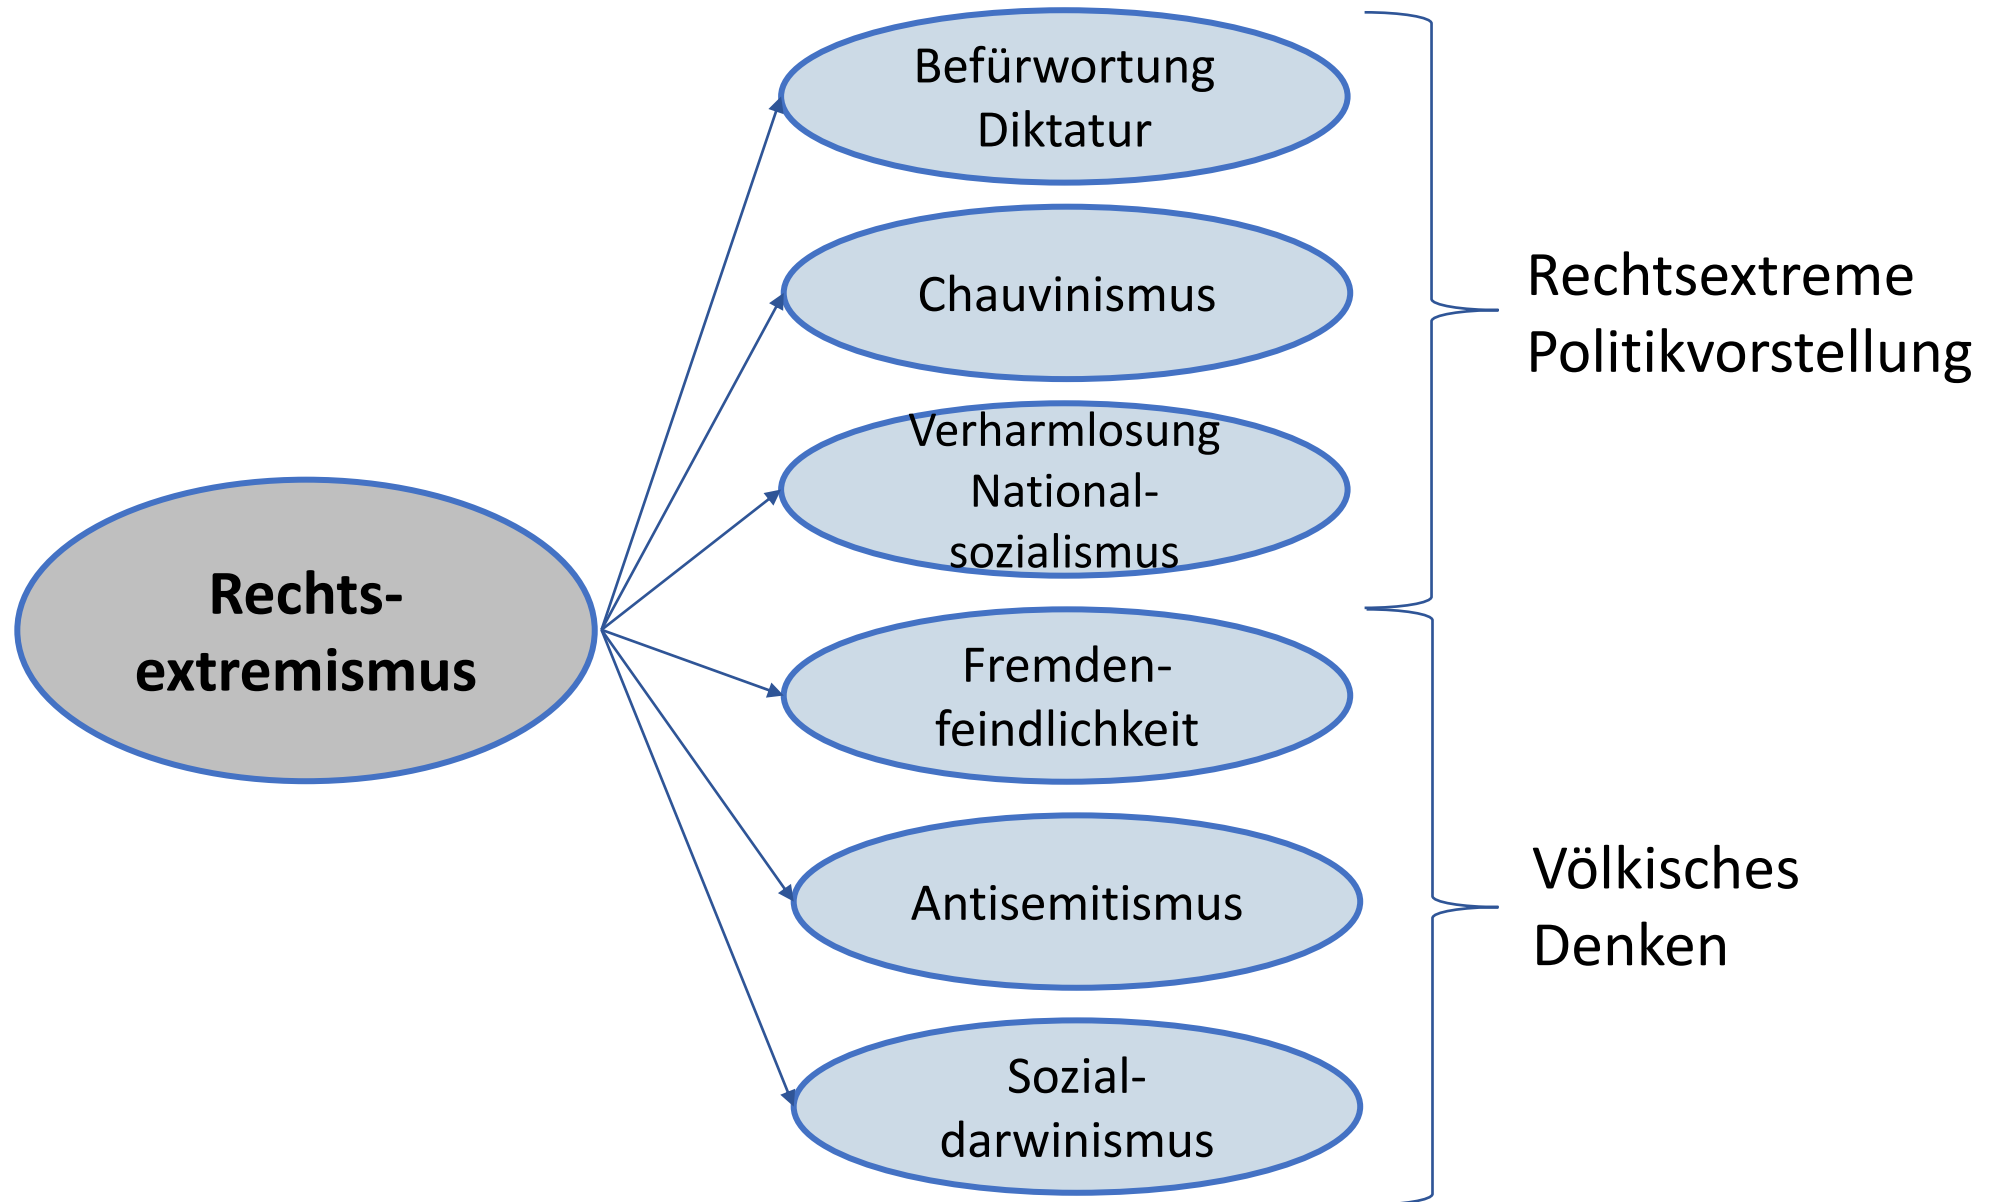 Befürwortung
Diktatur
Chauvinismus
Verharmlosung
National-
sozialismus
Rechtsextreme
Politikvorstellung
Rechts-
extremismus
Fremden-
feindlichkeit
Antisemitismus
Sozial-
darwinismus
Völkisches
Denken